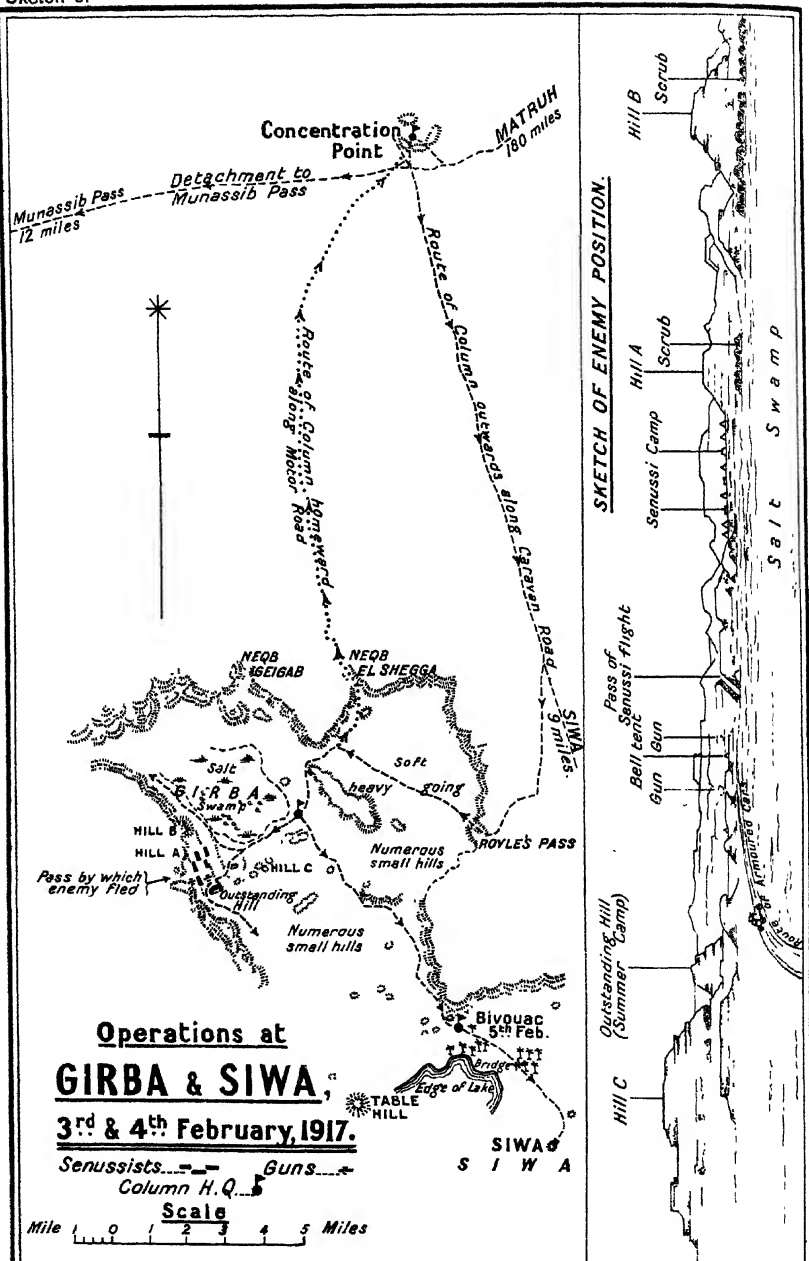 Sketch of
Concentration
Point
MATRUH
180 miles
Munassib Pass
12 miles
Detachment to
Munassib Pass
Route of Column outwards along Caravan Road
Route of Column homeward
along Motor Road
SIWA
9 miles.
NEQB
IGEIGAB
NEQB
EL SHEGGA
Salt
GIRBA
Swamp
Soft
going
heavy
HILL B
HILL A
HILL C
Numerous
small hills
ROYLE'S PASS
Pass by which
enemy fled
Outstanding
Hill
Numerous
small hills
Bivouac
5th Feb.
Bridge
Edge of Lake
TABLE
HILL
SIWA
SIWA
Operations at
GIRBA & SIWA,
3rd & 4th February, 1917.
Senussists Guns
Column H.Q.
Scale
Mile 1 0 1 2 3 4 5 Miles
SKETCH OF ENEMY POSITION.
Hill C
Outstanding Hill
(Summer Camp)
Route
of Armoured Cars
Gun
Bell tent
Gun
Pass of
Senussi flight
Senussi Camp
Hill A
Scrub
Hill B
Scrub
Salt Swamp